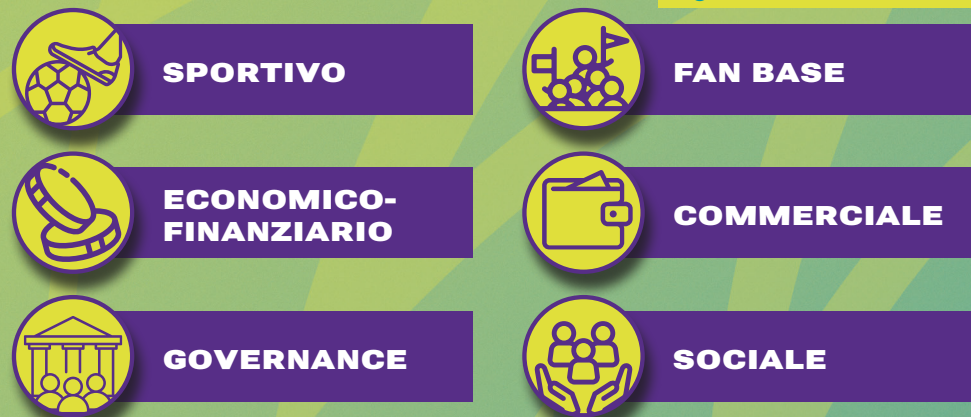 SPORTIVO
FAN BASE
ECONOMICO-
FINANZIARIO
COMMERCIALE
GOVERNANCE
SOCIALE